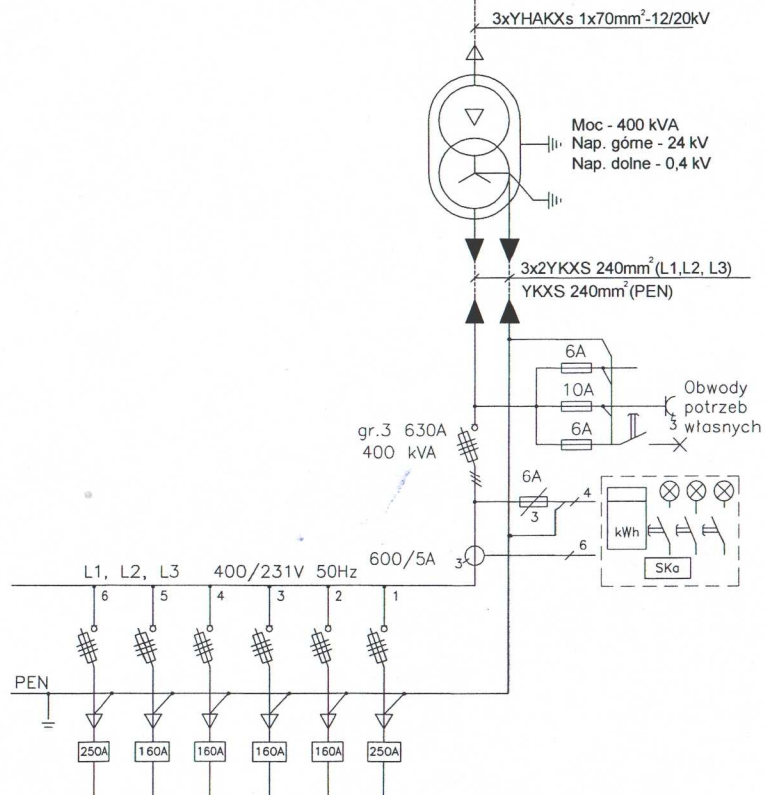 3xYHAKXs 1x70mm²-12/20kV
Moc - 400 kVA
Nap. górne - 24 kV
Nap. dolne - 0,4 kV
3x2YKXS 240mm²(L1,L2, L3)
YKXS 240mm²(PEN)
6A
10A
6A
3
Obwody
potrzeb
własnych
gr.3 630A
400 kVA
6A
3
4
kWh
SKa
6
600/5A
3
L1, L2, L3 400/231V 50Hz
6 5 4 3 2 1
PEN
250A 160A 160A 160A 160A 250A